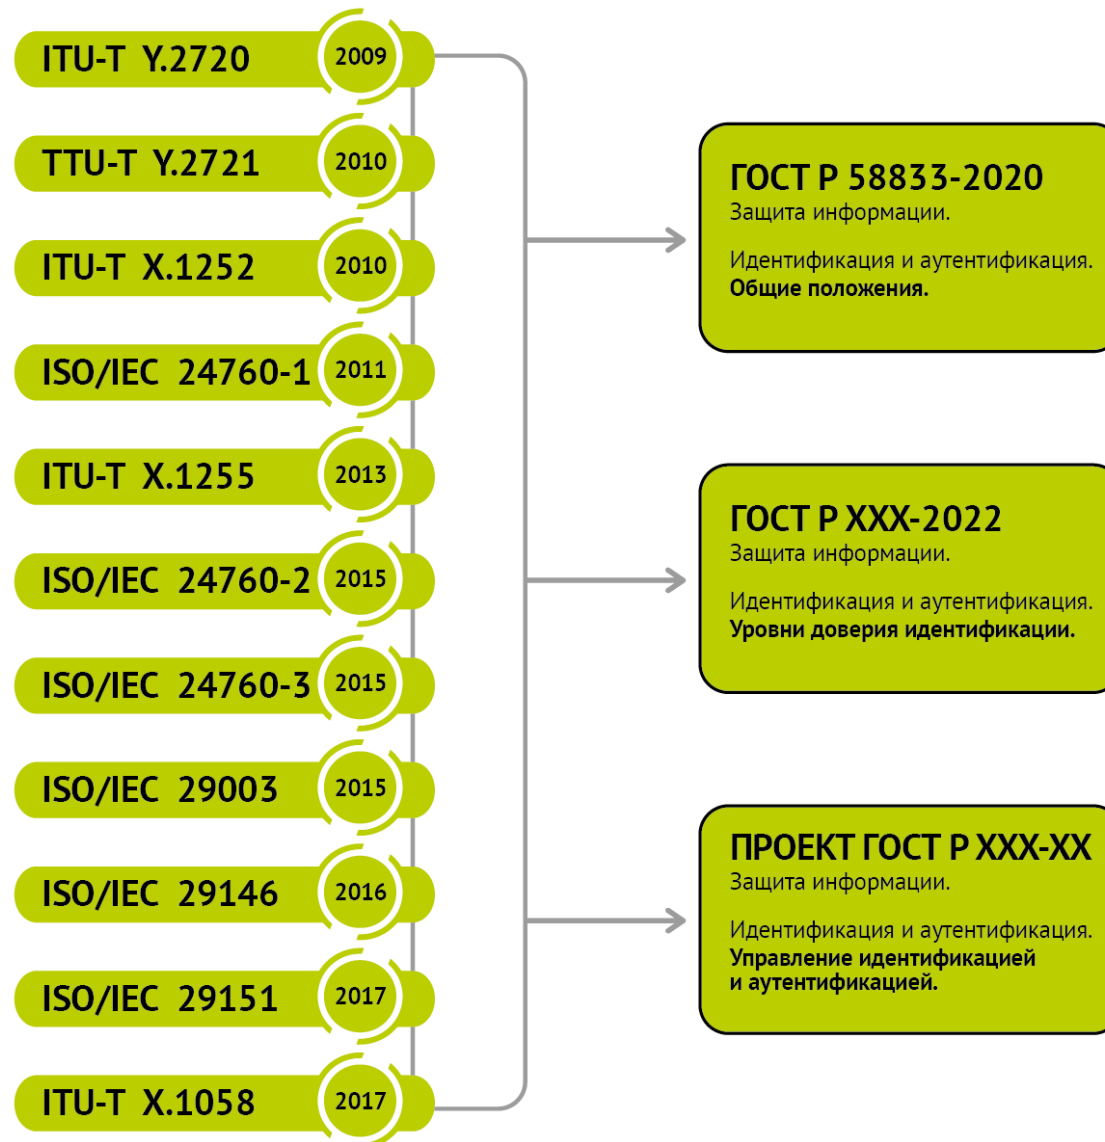 ITU-T Y.2720 2009
TTU-T Y.2721 2010
ITU-T X.1252 2010
ISO/IEC 24760-1 2011
ITU-T X.1255 2013
ISO/IEC 24760-2 2015
ISO/IEC 24760-3 2015
ISO/IEC 29003 2015
ISO/IEC 29146 2016
ISO/IEC 29151 2017
ITU-T X.1058 2017
ГОСТ Р 58833-2020
Защита информации.
Идентификация и аутентификация.
Общие положения.
ГОСТ Р ХХХ-2022
Защита информации.
Идентификация и аутентификация.
Уровни доверия идентификации.
ПРОЕКТ ГОСТ Р ХХХ-ХХ
Защита информации.
Идентификация и аутентификация.
Управление идентификацией
и аутентификацией.